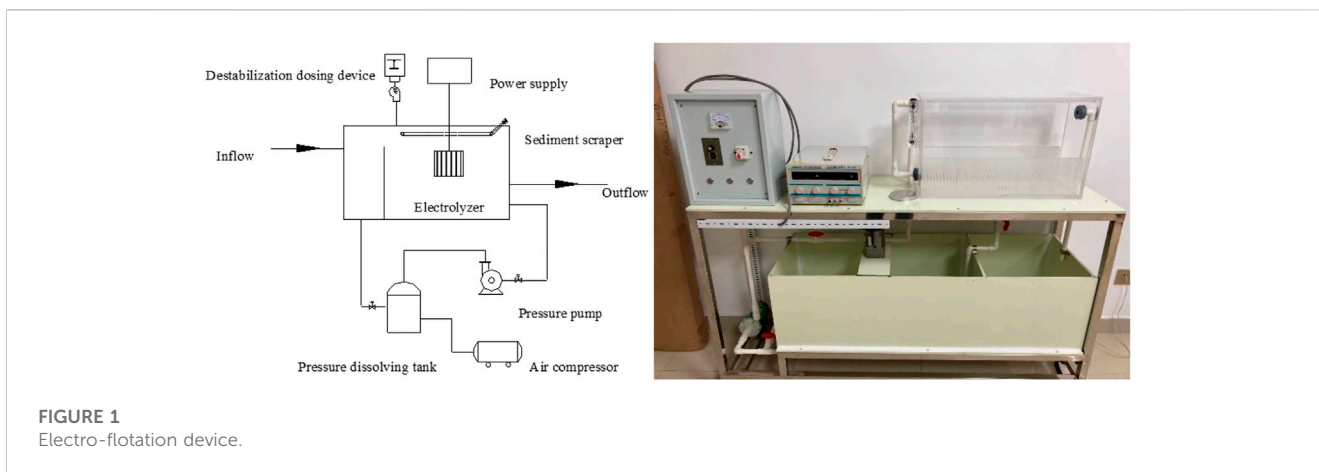 Destabilization dosing device
Power supply
Sediment scraper
Inflow
Outflow
Electrolyzer
Pressure pump
Pressure dissolving tank
Air compressor
FIGURE 1
Electro-flotation device.